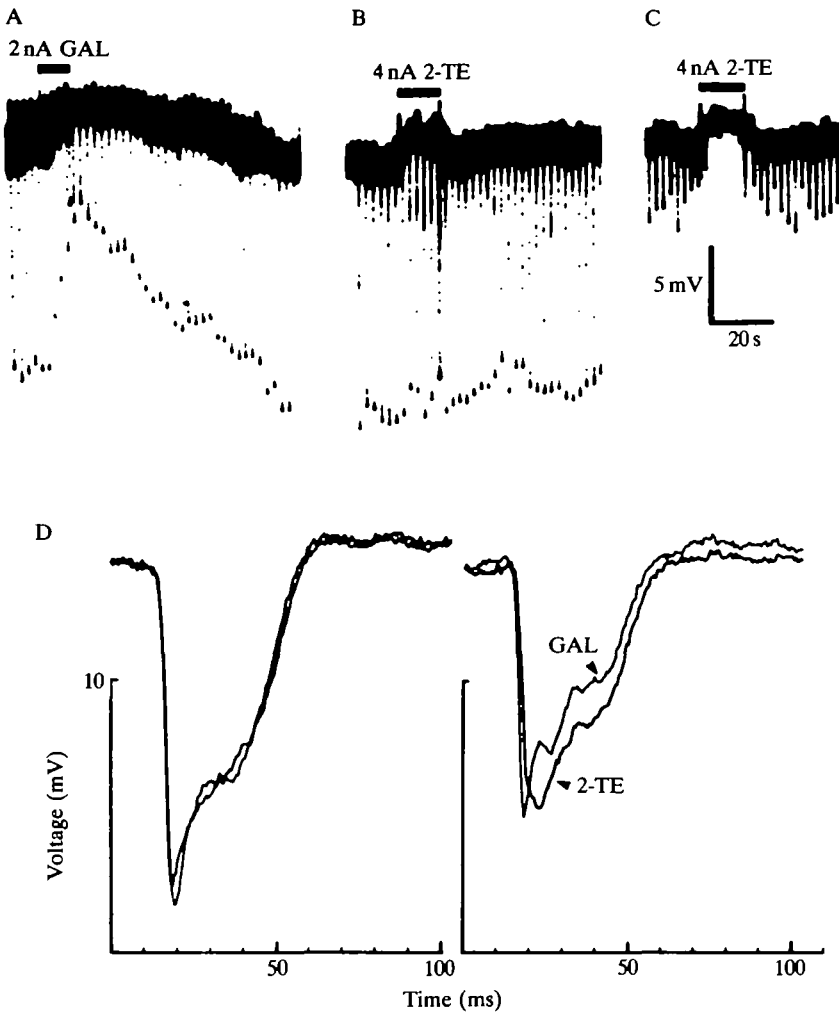 A
2 nA GAL
B
4 nA 2-TE
C
4 nA 2-TE
5 mV
20 s
D
10
Voltage (mV)
GAL
2-TE
50
100
50
100
Time (ms)